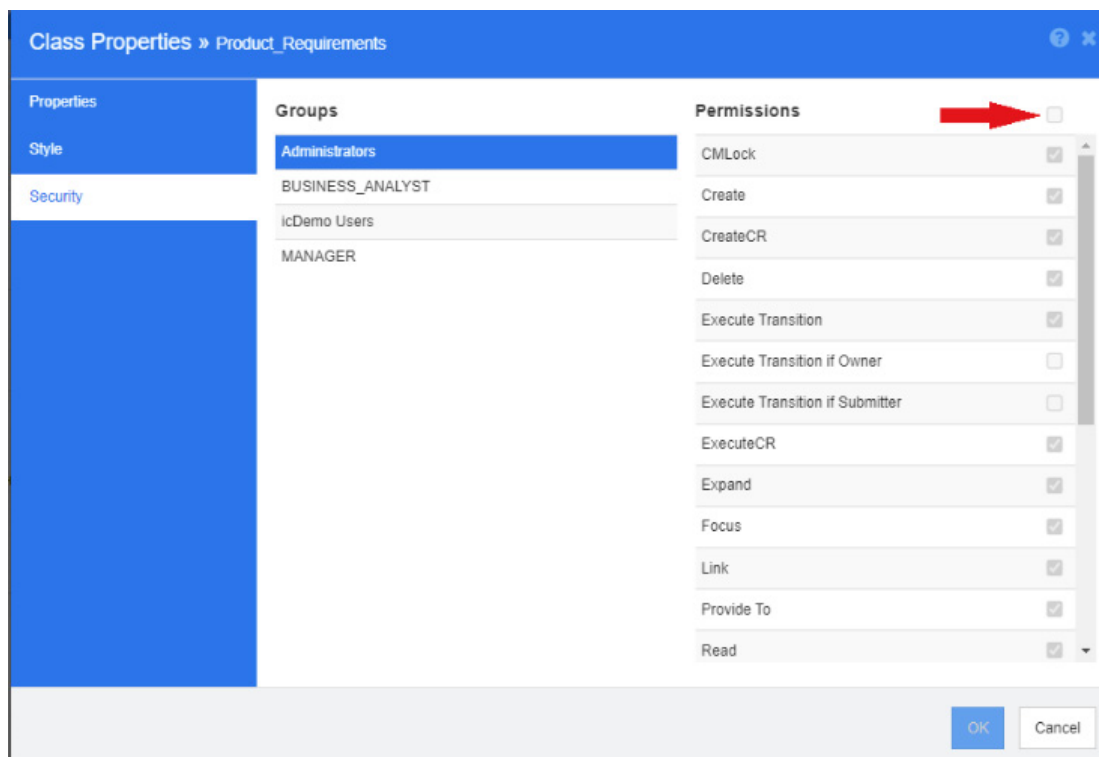 Class Properties » Product_Requirements
Properties
Style
Security
Groups
Administrators
BUSINESS_ANALYST
icDemo Users
MANAGER
Permissions
CMLock
Create
CreateCR
Delete
Execute Transition
Execute Transition if Owner
Execute Transition if Submitter
ExecuteCR
Expand
Focus
Link
Provide To
Read
OK
Cancel